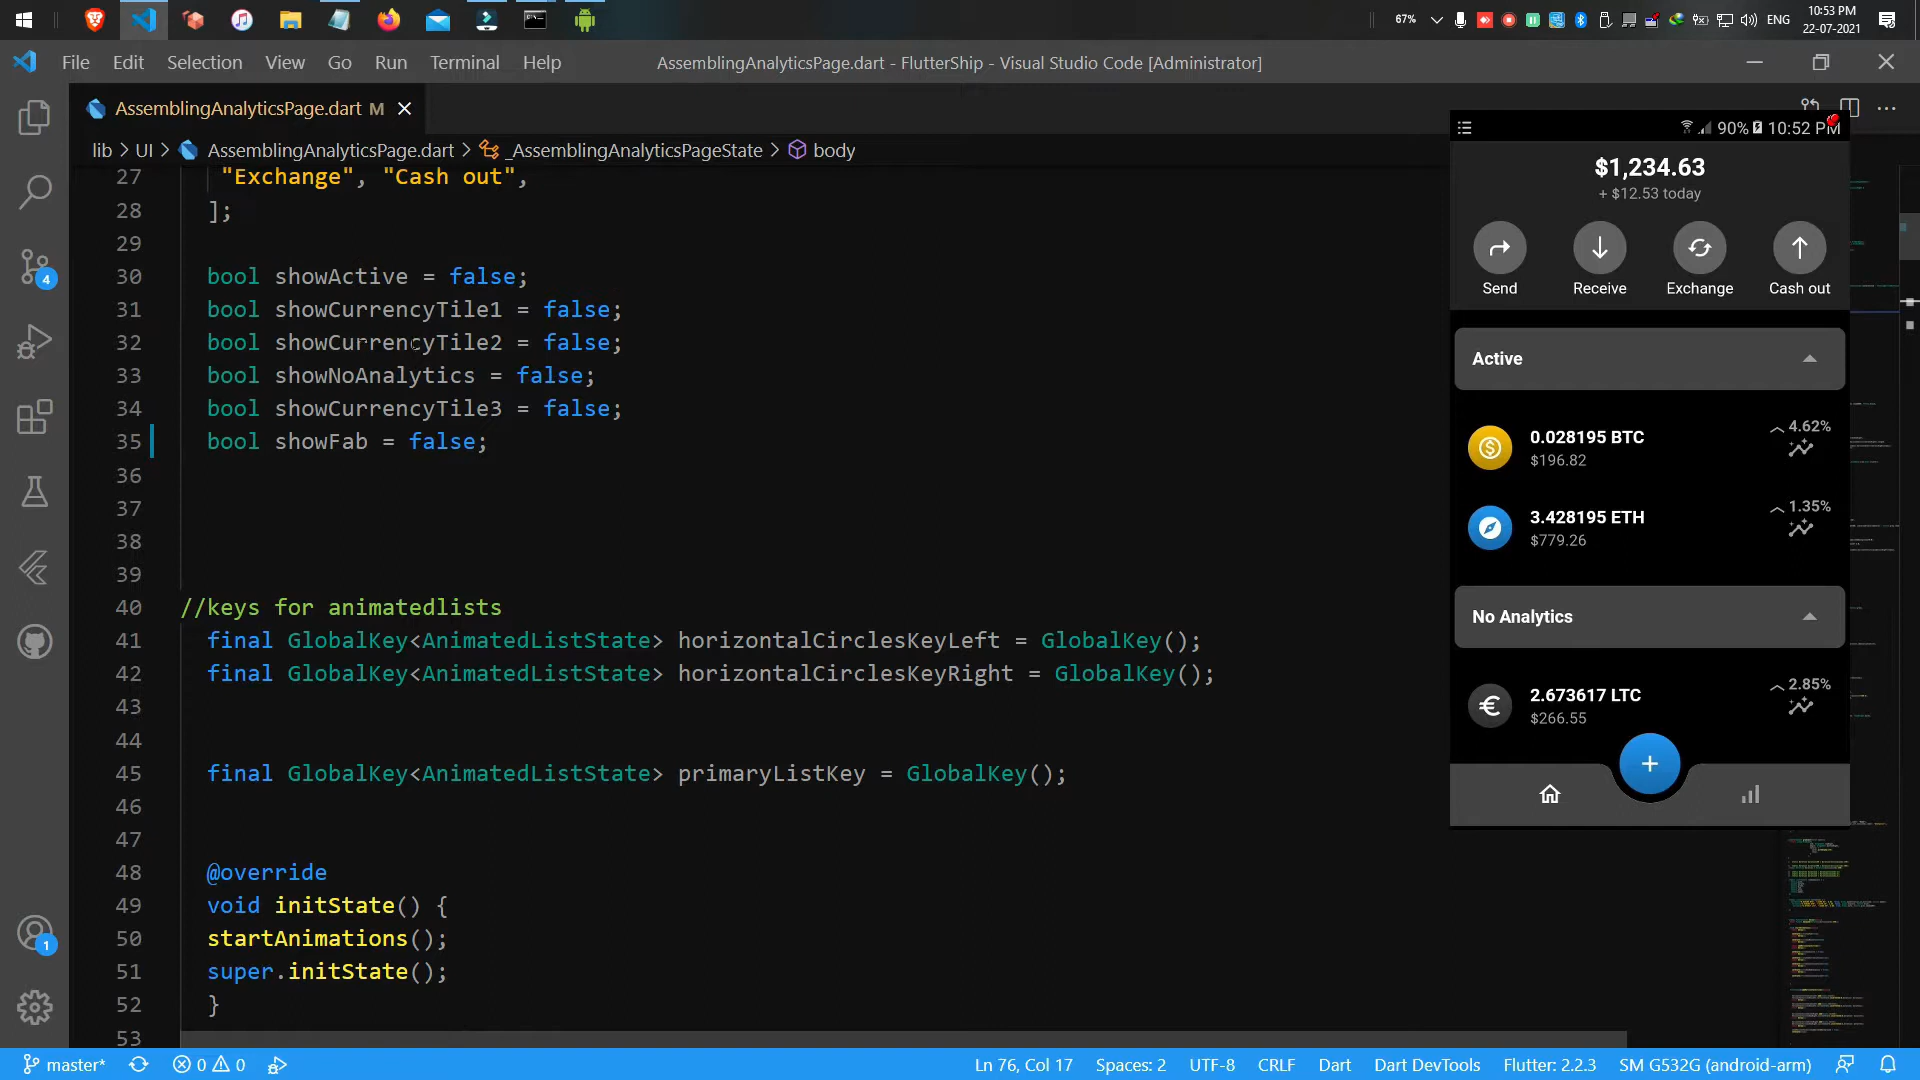 67%
ENG
10:53 PM
22-07-2021
File Edit Selection View Go Run Terminal Help
AssemblingAnalyticsPage.dart - FlutterShip - Visual Studio Code [Administrator]
AssemblingAnalyticsPage.dart M
lib > UI > AssemblingAnalyticsPage.dart > _AssemblingAnalyticsPageState > body
27 "Exchange", "Cash out",
28 ];
29
30 bool showActive = false;
31 bool showCurrencyTile1 = false;
32 bool showCurrencyTile2 = false;
33 bool showNoAnalytics = false;
34 bool showCurrencyTile3 = false;
35 bool showFab = false;
36
37
38
39
40 //keys for animatedlists
41 final GlobalKey<AnimatedListState> horizontalCirclesKeyLeft = GlobalKey();
42 final GlobalKey<AnimatedListState> horizontalCirclesKeyRight = GlobalKey();
43
44
45 final GlobalKey<AnimatedListState> primaryListKey = GlobalKey();
46
47
48 @override
49 void initState() {
50 startAnimations();
51 super.initState();
52 }
53
4
1
90% 10:52 PM
$1,234.63
+ $12.53 today
Send Receive Exchange Cash out
Active
0.028195 BTC 4.62%
$196.82
3.428195 ETH 1.35%
$779.26
No Analytics
2.673617 LTC 2.85%
$266.55
master* 0 0 Ln 76, Col 17 Spaces: 2 UTF-8 CRLF Dart Dart DevTools Flutter: 2.2.3 SM G532G (android-arm)